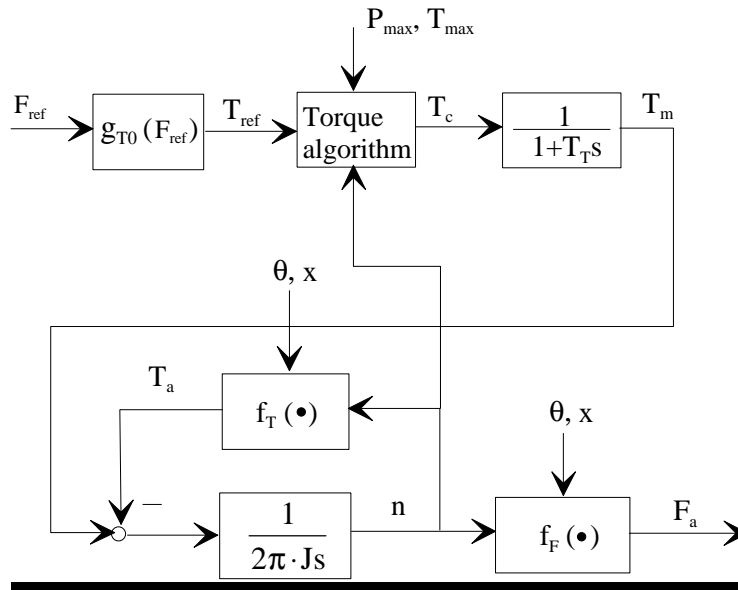 P_max, T_max
F_ref
g_T0 (F_ref)
T_ref
Torque
algorithm
T_c
1
1+T_T s
T_m
θ, x
T_a
f_T (•)
θ, x
−
1
2π·Js
n
f_F (•)
F_a